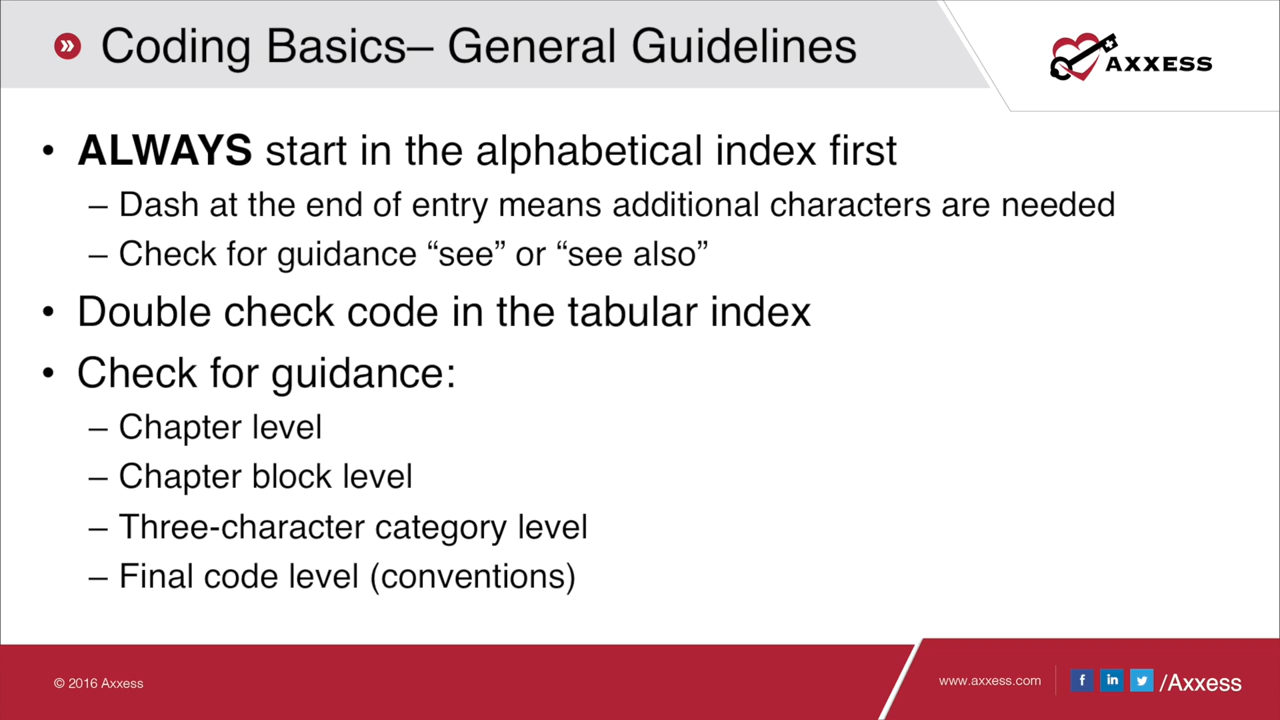 Coding Basics– General Guidelines
AXXESS
• ALWAYS start in the alphabetical index first
– Dash at the end of entry means additional characters are needed
– Check for guidance “see” or “see also”
• Double check code in the tabular index
• Check for guidance:
– Chapter level
– Chapter block level
– Three-character category level
– Final code level (conventions)
© 2016 Axxess
www.axxess.com
/Axxess